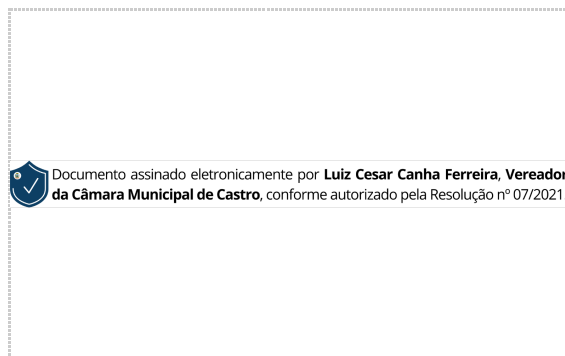 Documento assinado eletronicamente por Luiz Cesar Canha Ferreira, Vereador
da Câmara Municipal de Castro, conforme autorizado pela Resolução nº 07/2021